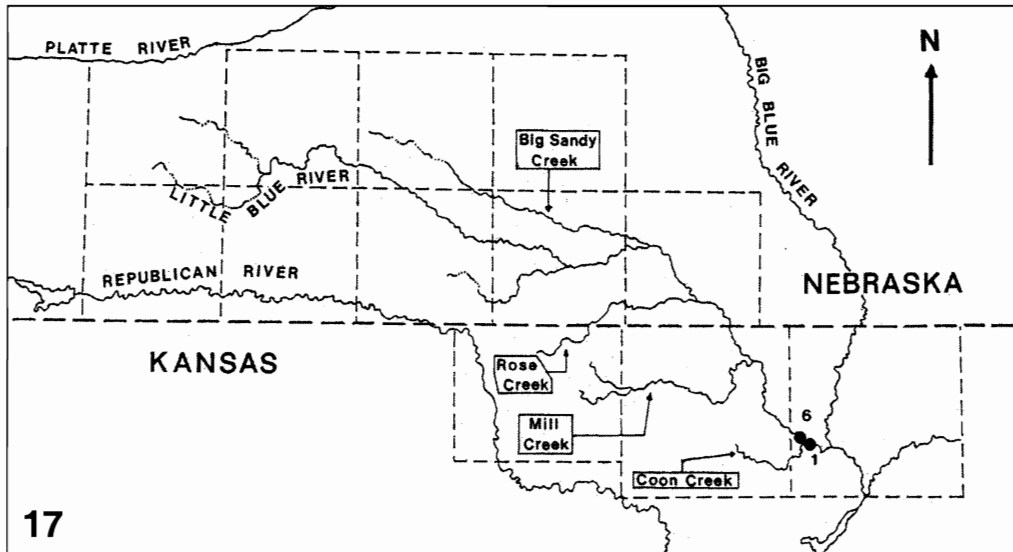 PLATTE RIVER
N
BIG BLUE RIVER
Big Sandy
Creek
LITTLE BLUE RIVER
REPUBLICAN RIVER
NEBRASKA
KANSAS
Rose
Creek
Mill
Creek
6
1
Coon Creek
17